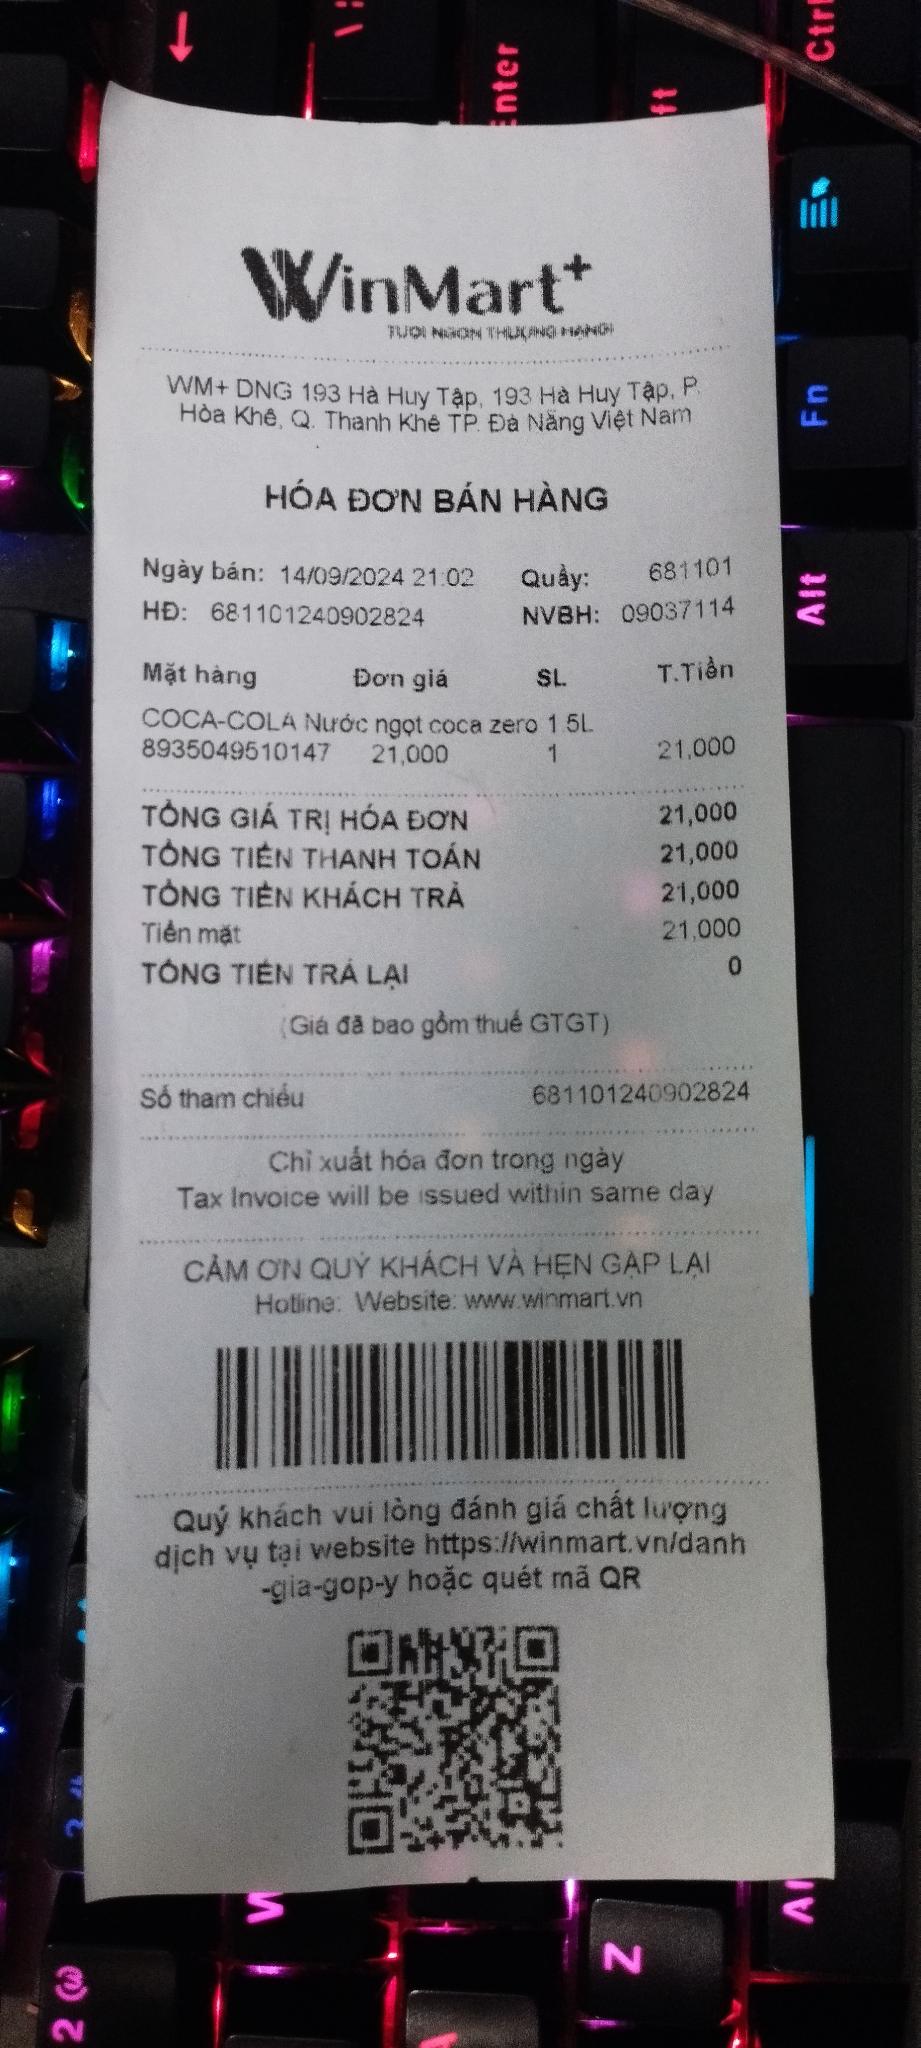 WinMart+
TƯƠI NGON THƯỢNG HẠNG!
WM+ DNG 193 Hà Huy Tập, 193 Hà Huy Tập, P.
Hòa Khê, Q. Thanh Khê TP. Đà Nẵng Việt Nam
HÓA ĐƠN BÁN HÀNG
Ngày bán: 14/09/2024 21:02 Quầy: 681101
HĐ: 681101240902824 NVBH: 09037114
Mặt hàng Đơn giá SL T.Tiền
COCA-COLA Nước ngọt coca zero 1.5L
8935049510147 21,000 1 21,000
TỔNG GIÁ TRỊ HÓA ĐƠN 21,000
TỔNG TIỀN THANH TOÁN 21,000
TỔNG TIỀN KHÁCH TRẢ 21,000
Tiền mặt 21,000
TỔNG TIỀN TRẢ LẠI 0
(Giá đã bao gồm thuế GTGT)
Số tham chiếu 681101240902824
Chỉ xuất hóa đơn trong ngày
Tax Invoice will be issued within same day
CẢM ƠN QUÝ KHÁCH VÀ HẸN GẶP LẠI
Hotline: Website: www.winmart.vn
Quý khách vui lòng đánh giá chất lượng
dịch vụ tại website https://winmart.vn/danh
-gia-gop-y hoặc quét mã QR
Enter
Ctrl
Fn
Alt
Z
2